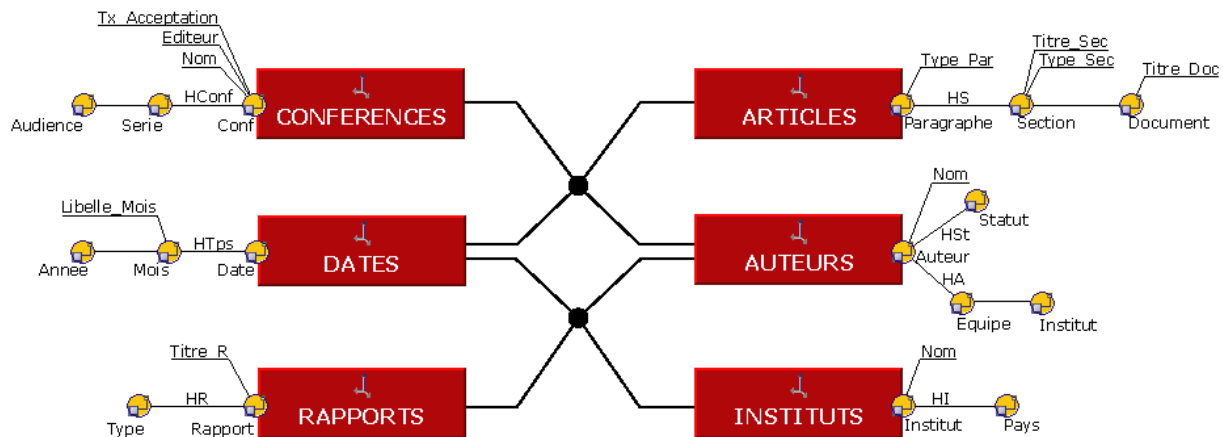 Tx_Acceptation
Editeur
Nom
HConf
Audience
Serie
Conf
CONFERENCES
ARTICLES
Type_Par
Titre_Sec
Type_Sec
Titre_Doc
HS
Paragraphe
Section
Document
Libelle_Mois
HTps
Annee
Mois
Date
DATES
AUTEURS
Nom
Statut
HSt
Auteur
HA
Equipe
Institut
Titre_R
HR
Type
Rapport
RAPPORTS
INSTITUTS
Nom
HI
Institut
Pays